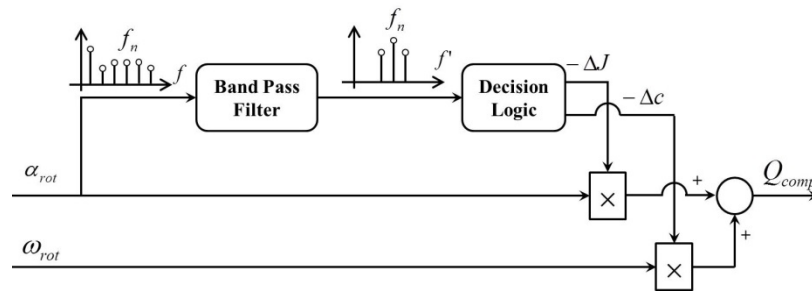 f_n
f
Band Pass
Filter
f_n
f'
Decision
Logic
− ΔJ
− Δc
α_rot
×
+
Q_comp
ω_rot
×
+